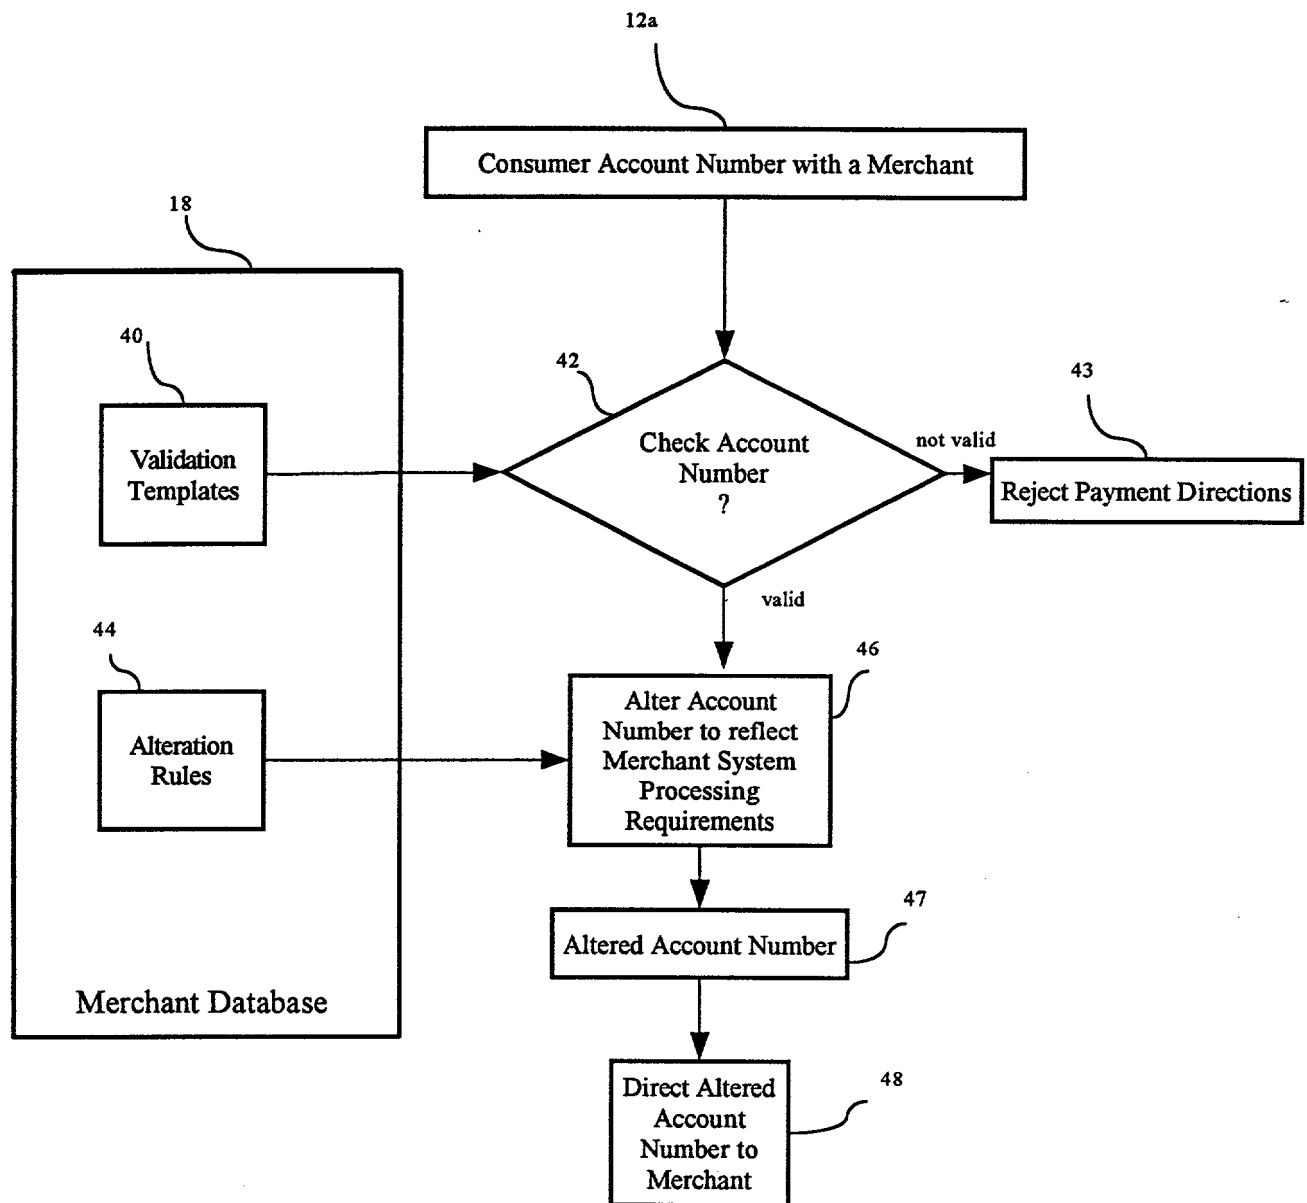 12a
Consumer Account Number with a Merchant
18
40
Validation
Templates
42
Check Account
Number
?
not valid
43
Reject Payment Directions
valid
44
Alteration
Rules
46
Alter Account
Number to reflect
Merchant System
Processing
Requirements
47
Altered Account Number
Merchant Database
48
Direct Altered
Account
Number to
Merchant